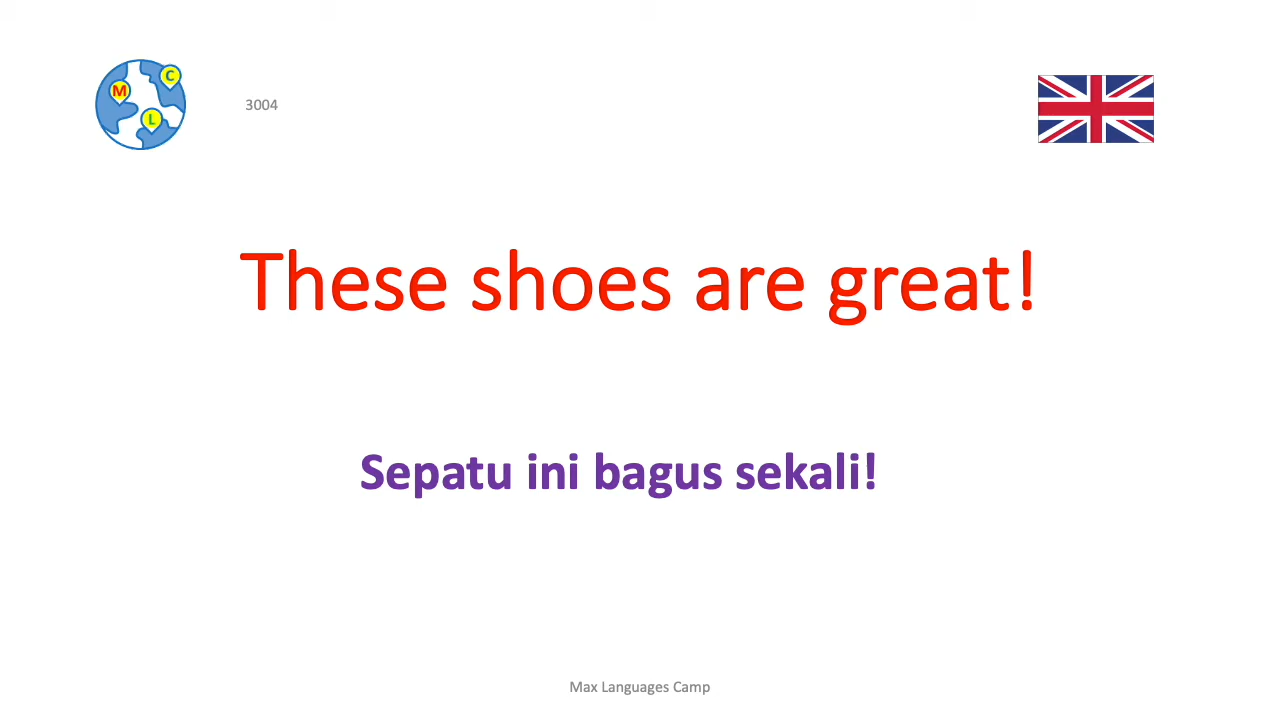 C
M
L
3004
These shoes are great!
Sepatu ini bagus sekali!
Max Languages Camp